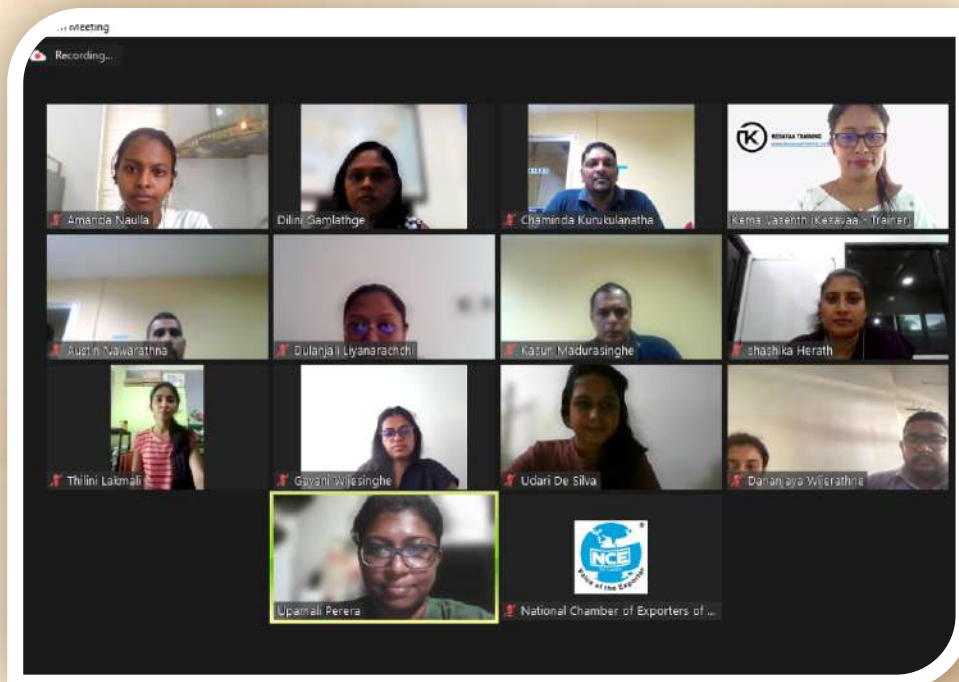 Meeting
Recording...
KESAVAA TRAINING
Amanda Naulla
Dilini Gamlathge
Chaminda Kurukulanatha
Kema Vasenth (Kesavaa - Trainer)
Austin Nawarathna
Dulanjali Liyanarachchi
Kasun Madurasinghe
shashika Herath
Thilini Lakmali
Gayani Wijesinghe
Udari De Silva
Dananjaya Wijerathne
NCE
Voice of the Exporter
Upamali Perera
National Chamber of Exporters of ...